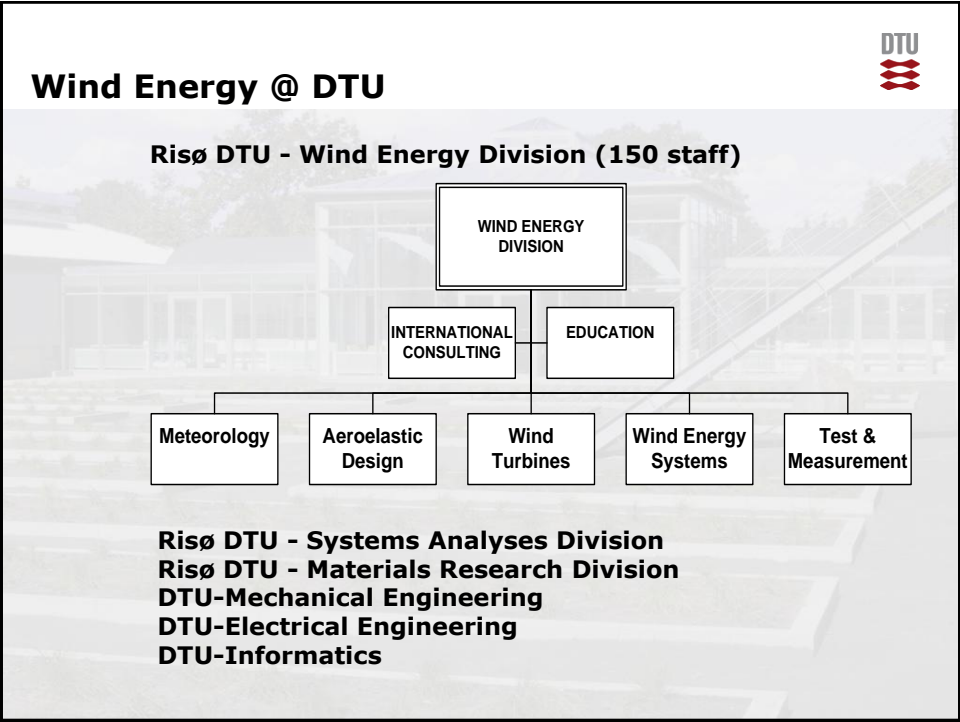 DTU
Wind Energy @ DTU
Risø DTU - Wind Energy Division (150 staff)
WIND ENERGY
DIVISION
INTERNATIONAL
CONSULTING
EDUCATION
Meteorology
Aeroelastic
Design
Wind
Turbines
Wind Energy
Systems
Test &
Measurement
Risø DTU - Systems Analyses Division
Risø DTU - Materials Research Division
DTU-Mechanical Engineering
DTU-Electrical Engineering
DTU-Informatics